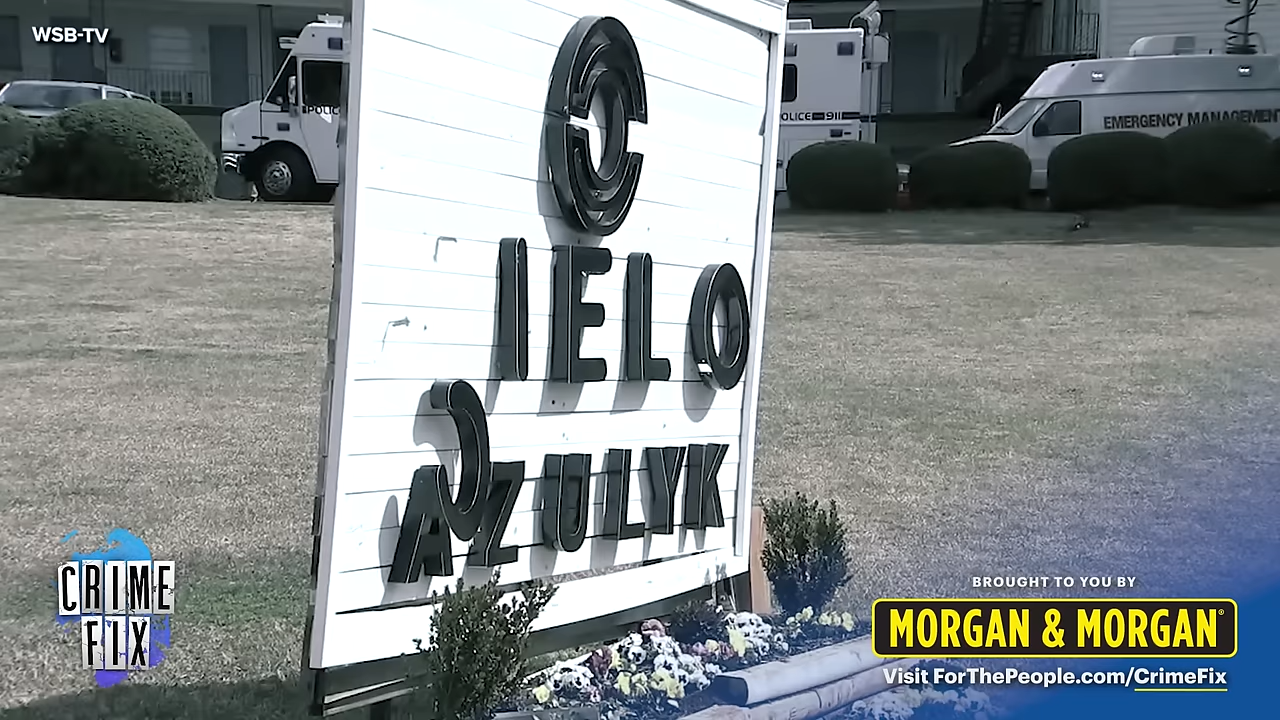 WSB-TV
POLICE
POLICE 911
EMERGENCY MANAGEMEN
C
IELO
AZULYK
CRIME
FIX
BROUGHT TO YOU BY
MORGAN & MORGAN®
Visit ForThePeople.com/CrimeFix